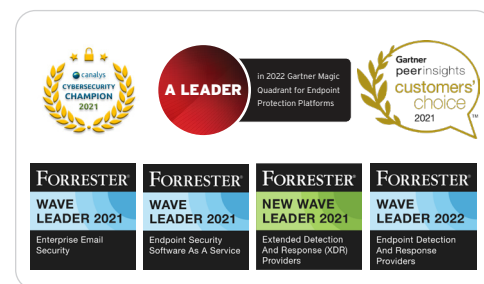 canalys
CYBERSECURITY
CHAMPION
2021
A LEADER
in 2022 Gartner Magic
Quadrant for Endpoint
Protection Platforms
Gartner
peerinsights
customers'
choice
2021
TM
FORRESTER®
WAVE
LEADER 2021
Enterprise Email
Security
FORRESTER®
WAVE
LEADER 2021
Endpoint Security
Software As A Service
FORRESTER®
NEW WAVE
LEADER 2021
Extended Detection
And Response (XDR)
Providers
FORRESTER®
WAVE
LEADER 2022
Endpoint Detection
And Response
Providers